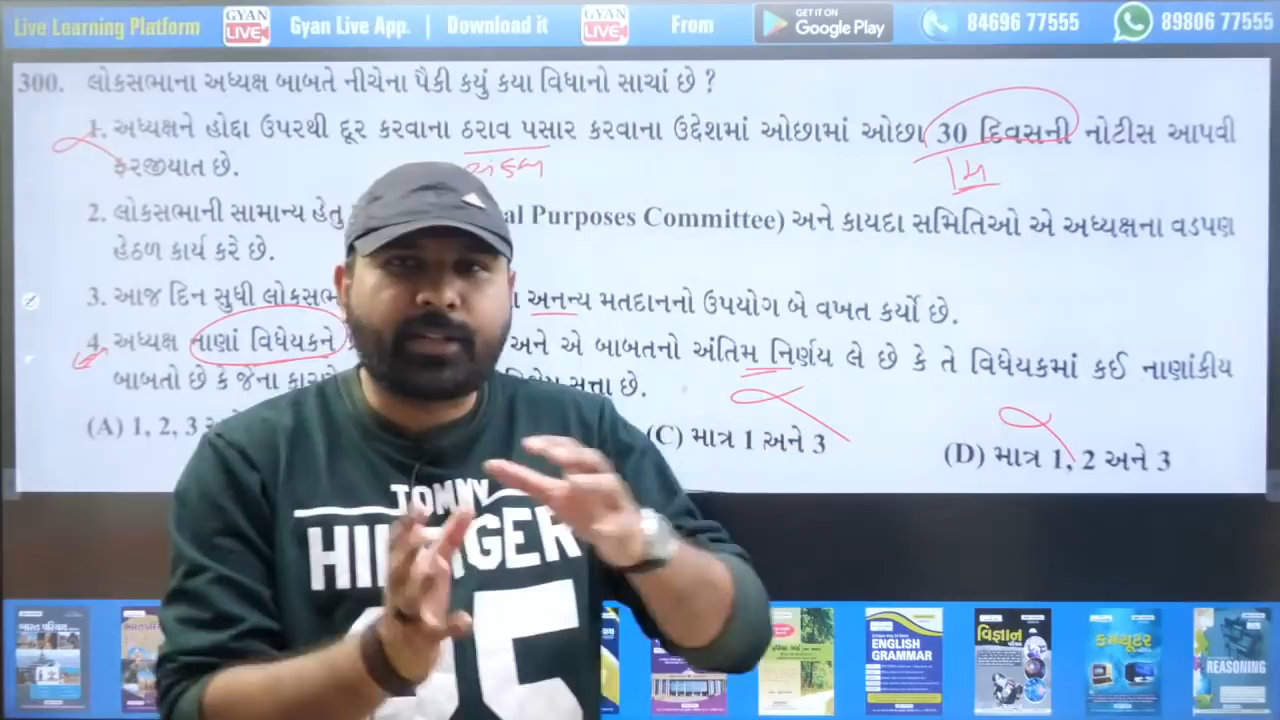 Live Learning Platform GYAN LIVE Gyan Live App. | Download it GYAN LIVE From GET IT ON Google Play 84696 77555 89806 77555
300. લોકસભાના અધ્યક્ષ બાબતે નીચેના પૈકી કયું કયા વિધાનો સાચાં છે ?
1. અધ્યક્ષને હોદ્દા ઉપરથી દૂર કરવાના ઠરાવ પસાર કરવાના ઉદ્દેશમાં ઓછામાં ઓછા 30 દિવસની નોટીસ આપવી
ફરજીયાત છે.
2. લોકસભાની સામાન્ય હેતુ al Purposes Committee) અને કાયદા સમિતિઓ એ અધ્યક્ષના વડપણ
હેઠળ કાર્ય કરે છે.
3. આજ દિન સુધી લોકસભ અનન્ય મતદાનનો ઉપયોગ બે વખત કર્યો છે.
4. અધ્યક્ષ નાણાં વિધેયકને અને એ બાબતનો અંતિમ નિર્ણય લે છે કે તે વિધેયકમાં કઈ નાણાંકીય
બાબતો છે કે જેના સત્તા છે.
(A) 1, 2, 3 (C) માત્ર 1 અને 3 (D) માત્ર 1, 2 અને 3
TOMMY
HILFIGER
85
ભારત પરિચય
ENGLISH
GRAMMAR
વિજ્ઞાન
કમ્પ્યુટર
REASONING